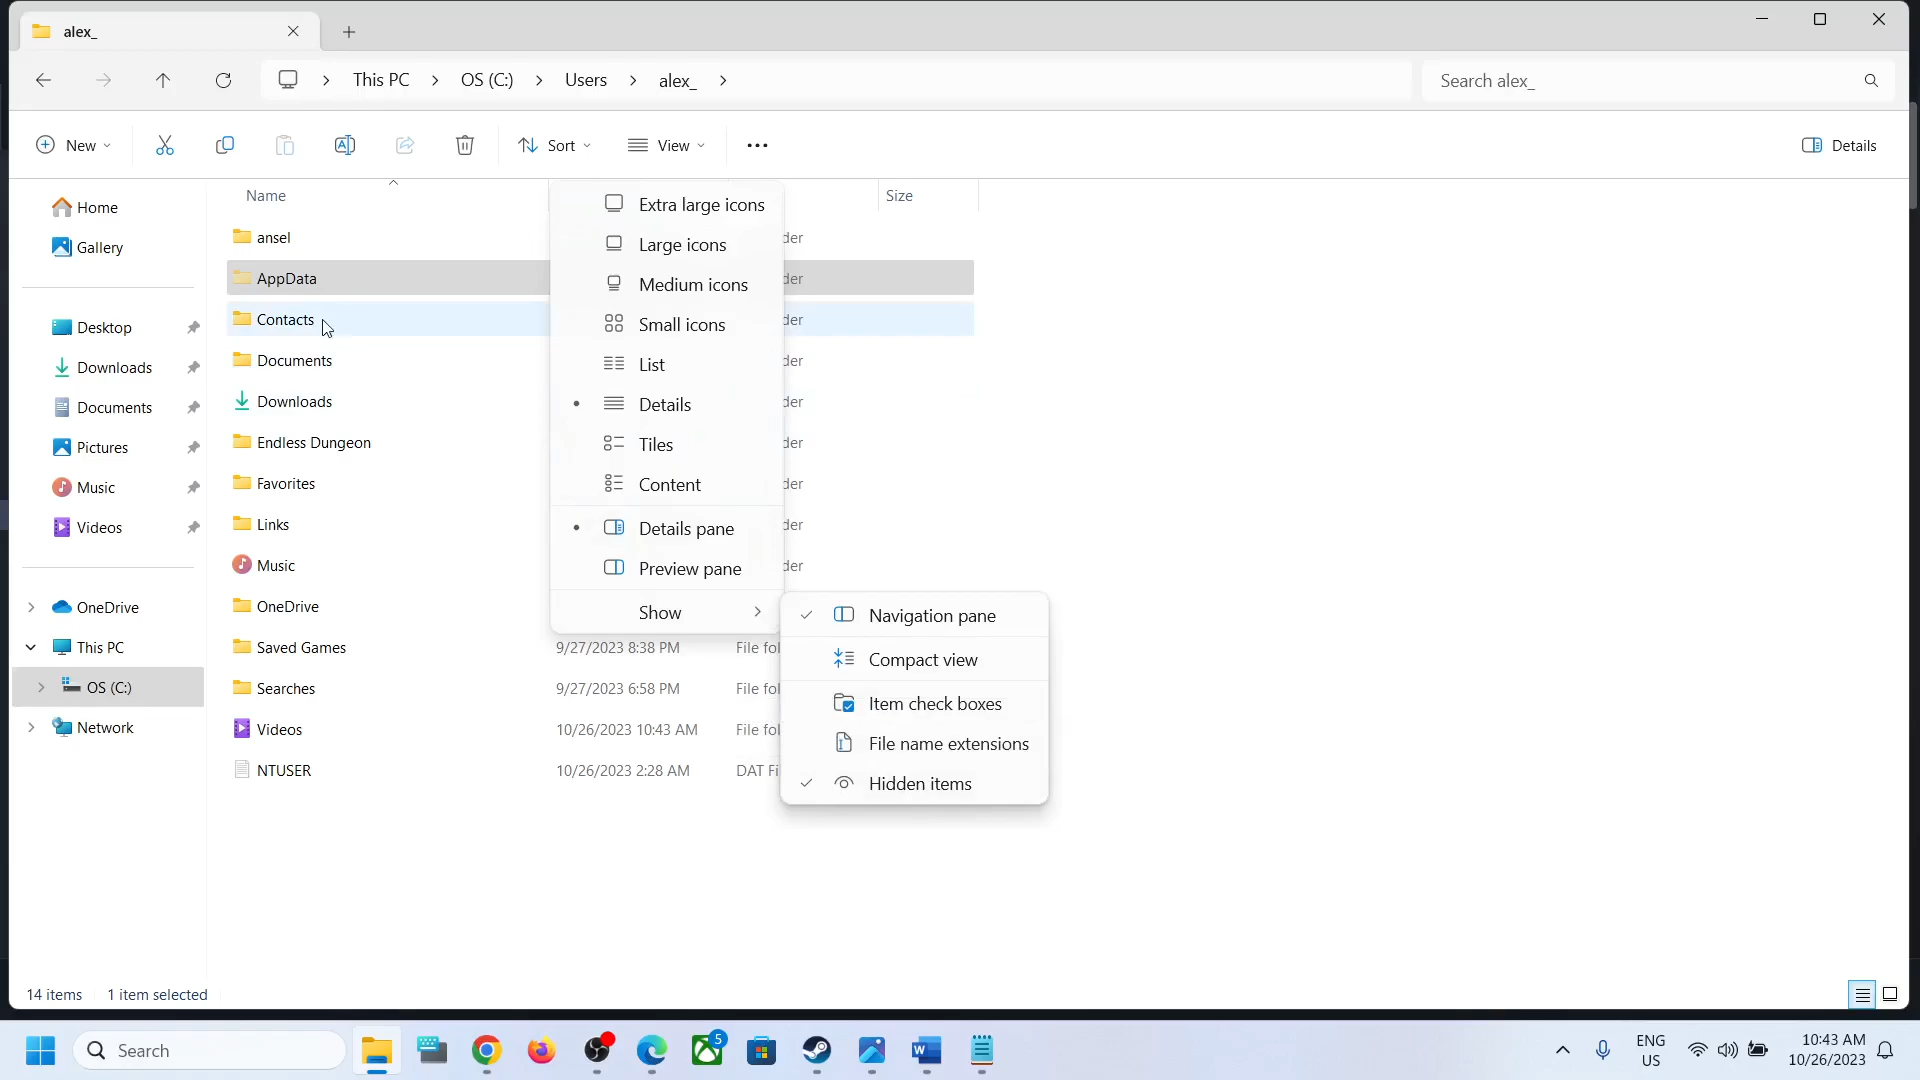 alex_
This PC
OS (C:)
Users
alex_
Search alex_
New
Sort
View
Details
Home
Gallery
Desktop
Downloads
Documents
Pictures
Music
Videos
OneDrive
This PC
OS (C:)
Network
Name
Size
ansel
der
AppData
der
Contacts
der
Documents
der
Downloads
der
Endless Dungeon
der
Favorites
der
Links
der
Music
der
OneDrive
Saved Games 9/27/2023 8:38 PM File fol
Searches 9/27/2023 6:58 PM File fol
Videos 10/26/2023 10:43 AM File fol
NTUSER 10/26/2023 2:28 AM DAT Fi
Extra large icons
Large icons
Medium icons
Small icons
List
Details
Tiles
Content
Details pane
Preview pane
Show
Navigation pane
Compact view
Item check boxes
File name extensions
Hidden items
14 items 1 item selected
Search
5
ENG
US
10:43 AM
10/26/2023